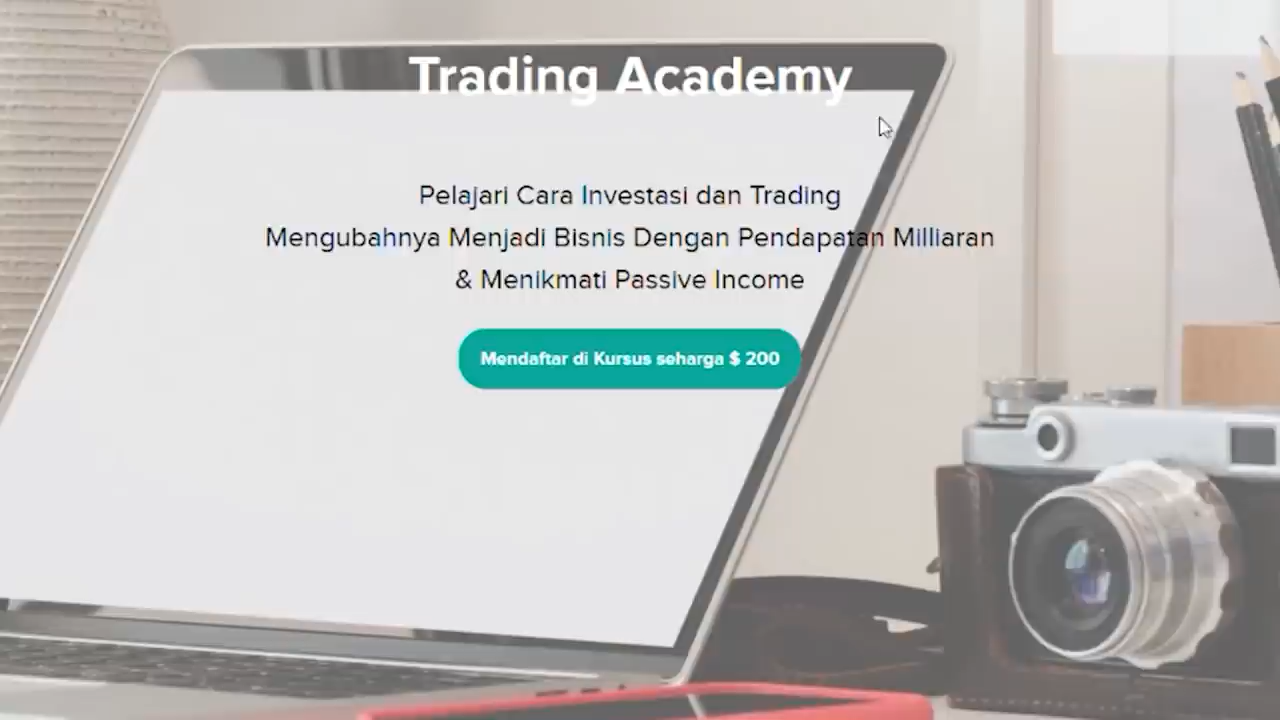 Trading Academy
Pelajari Cara Investasi dan Trading
Mengubahnya Menjadi Bisnis Dengan Pendapatan Milliaran
& Menikmati Passive Income
Mendaftar di Kursus seharga $ 200